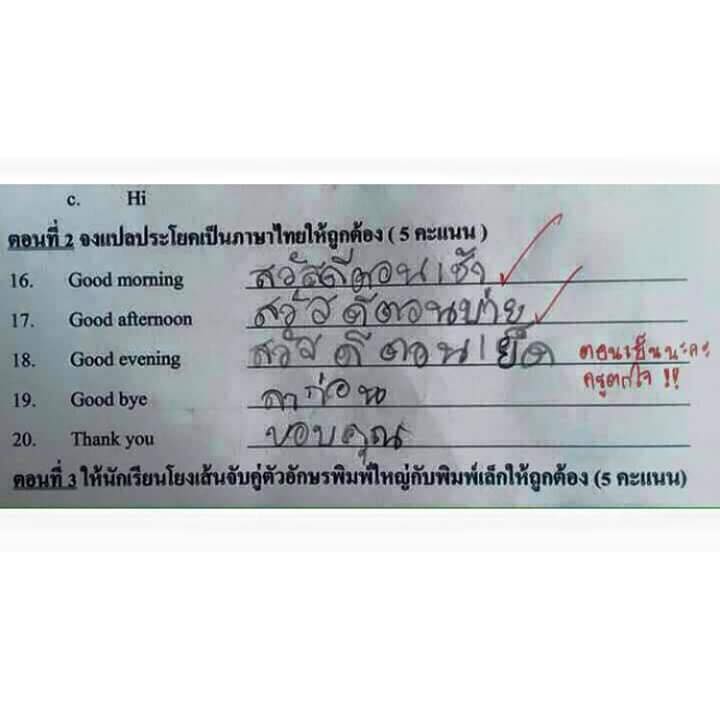 c. Hi
ตอนที่ 2 จงแปลประโยคเป็นภาษาไทยให้ถูกต้อง ( 5 คะแนน )
16. Good morning สวัสดีตอนเช้า
17. Good afternoon สวัสดีตอนบ่าย
18. Good evening สวัสดีตอนเย็ด ตอนเย็นนะคะ
ครูตกใจ !!
19. Good bye ลาก่อน
20. Thank you ขอบคุณ
ตอนที่ 3 ให้นักเรียนโยงเส้นจับคู่ตัวอักษรพิมพ์ใหญ่กับพิมพ์เล็กให้ถูกต้อง (5 คะแนน)